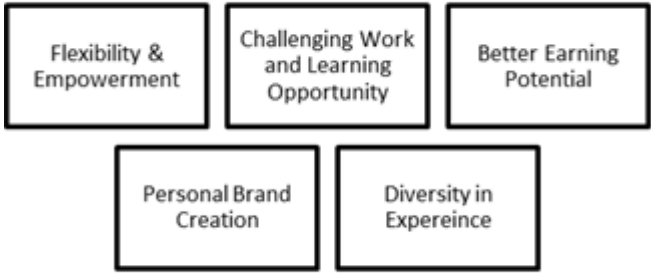 Flexibility &
Empowerment
Challenging Work
and Learning
Opportunity
Better Earning
Potential
Personal Brand
Creation
Diversity in
Expereince